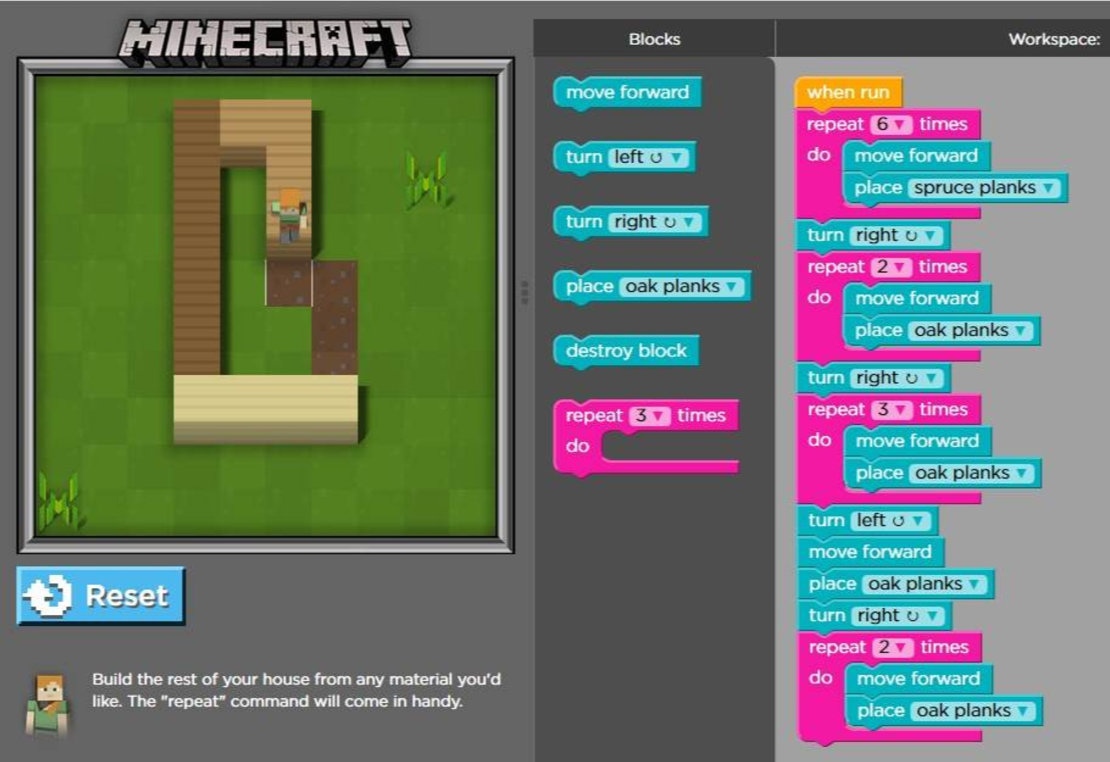 MINECRAFT
Reset
Build the rest of your house from any material you'd
like. The "repeat" command will come in handy.
Blocks
move forward
turn left ↺ ▼
turn right ↻ ▼
place oak planks ▼
destroy block
repeat 3 ▼ times
do
Workspace:
when run
repeat 6 ▼ times
do move forward
place spruce planks ▼
turn right ↻ ▼
repeat 2 ▼ times
do move forward
place oak planks ▼
turn right ↻ ▼
repeat 3 ▼ times
do move forward
place oak planks ▼
turn left ↺ ▼
move forward
place oak planks ▼
turn right ↻ ▼
repeat 2 ▼ times
do move forward
place oak planks ▼